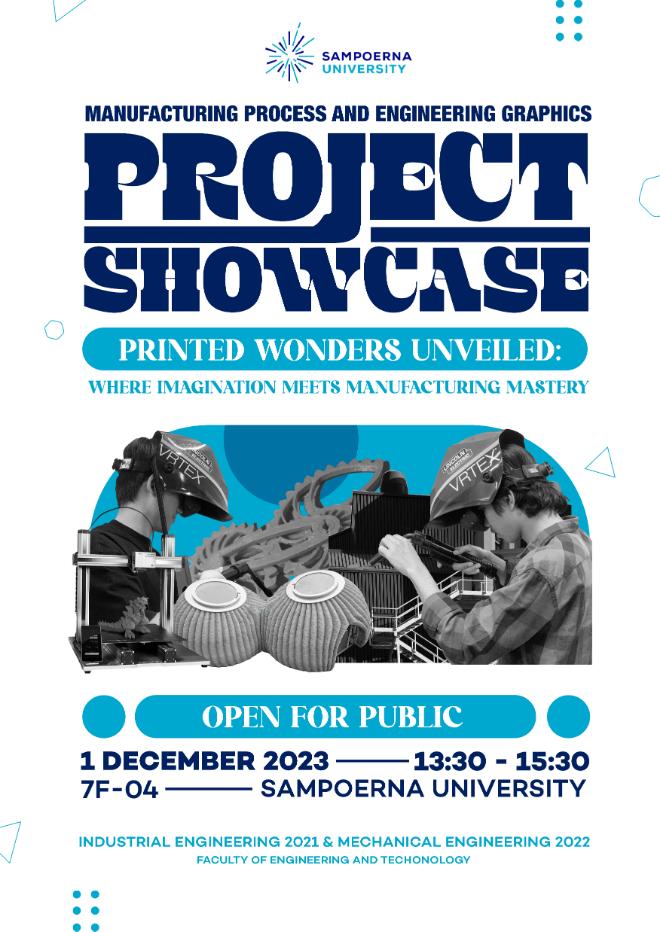 SAMPOERNA
UNIVERSITY
MANUFACTURING PROCESS AND ENGINEERING GRAPHICS
PROJECT
SHOWCASE
PRINTED WONDERS UNVEILED:
WHERE IMAGINATION MEETS MANUFACTURING MASTERY
VRTEX
LINCOLN
ELECTRIC
VRTEX
OPEN FOR PUBLIC
1 DECEMBER 2023 13:30 - 15:30
7F-04 SAMPOERNA UNIVERSITY
INDUSTRIAL ENGINEERING 2021 & MECHANICAL ENGINEERING 2022
FACULTY OF ENGINEERING AND TECHONOLOGY